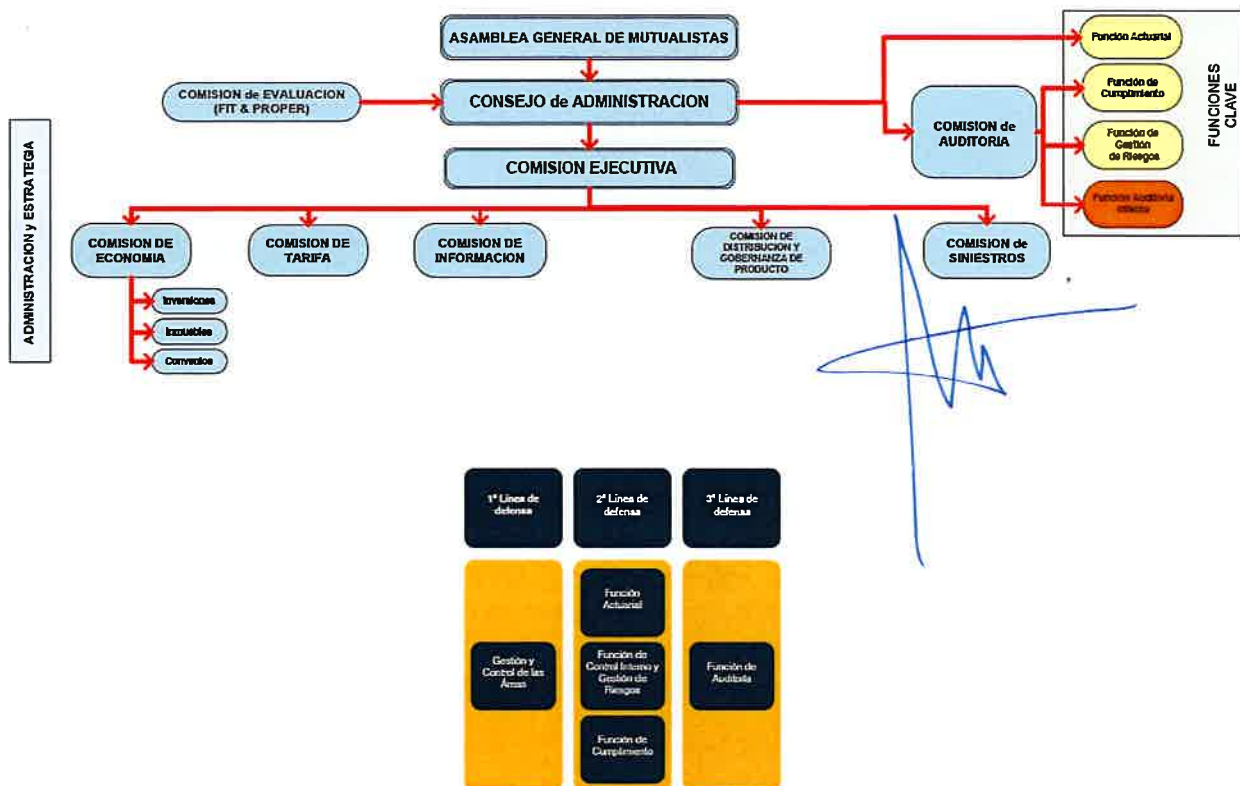 ASAMBLEA GENERAL DE MUTUALISTAS
COMISION de EVALUACION
(FIT & PROPER)
CONSEJO de ADMINISTRACION
COMISION EJECUTIVA
COMISION de
AUDITORIA
Función Actuarial
Función de
Cumplimiento
Función de
Gestión
de Riesgos
Función Auditoría
Interna
FUNCIONES
CLAVE
ADMINISTRACION y ESTRATEGIA
COMISION DE
ECONOMIA
COMISION DE
TARIFA
COMISION DE
INFORMACION
COMISION DE
DISTRIBUCION Y
GOBERNANZA DE
PRODUCTO
COMISION de
SINIESTROS
Inversiones
Inmuebles
Convenios
1ª Línea de
defensa
2ª Línea de
defensa
3ª Línea de
defensa
Gestión y
Control de las
Áreas
Función
Actuarial
Función de
Control Interno y
Gestión de
Riesgos
Función de
Cumplimiento
Función de
Auditoría